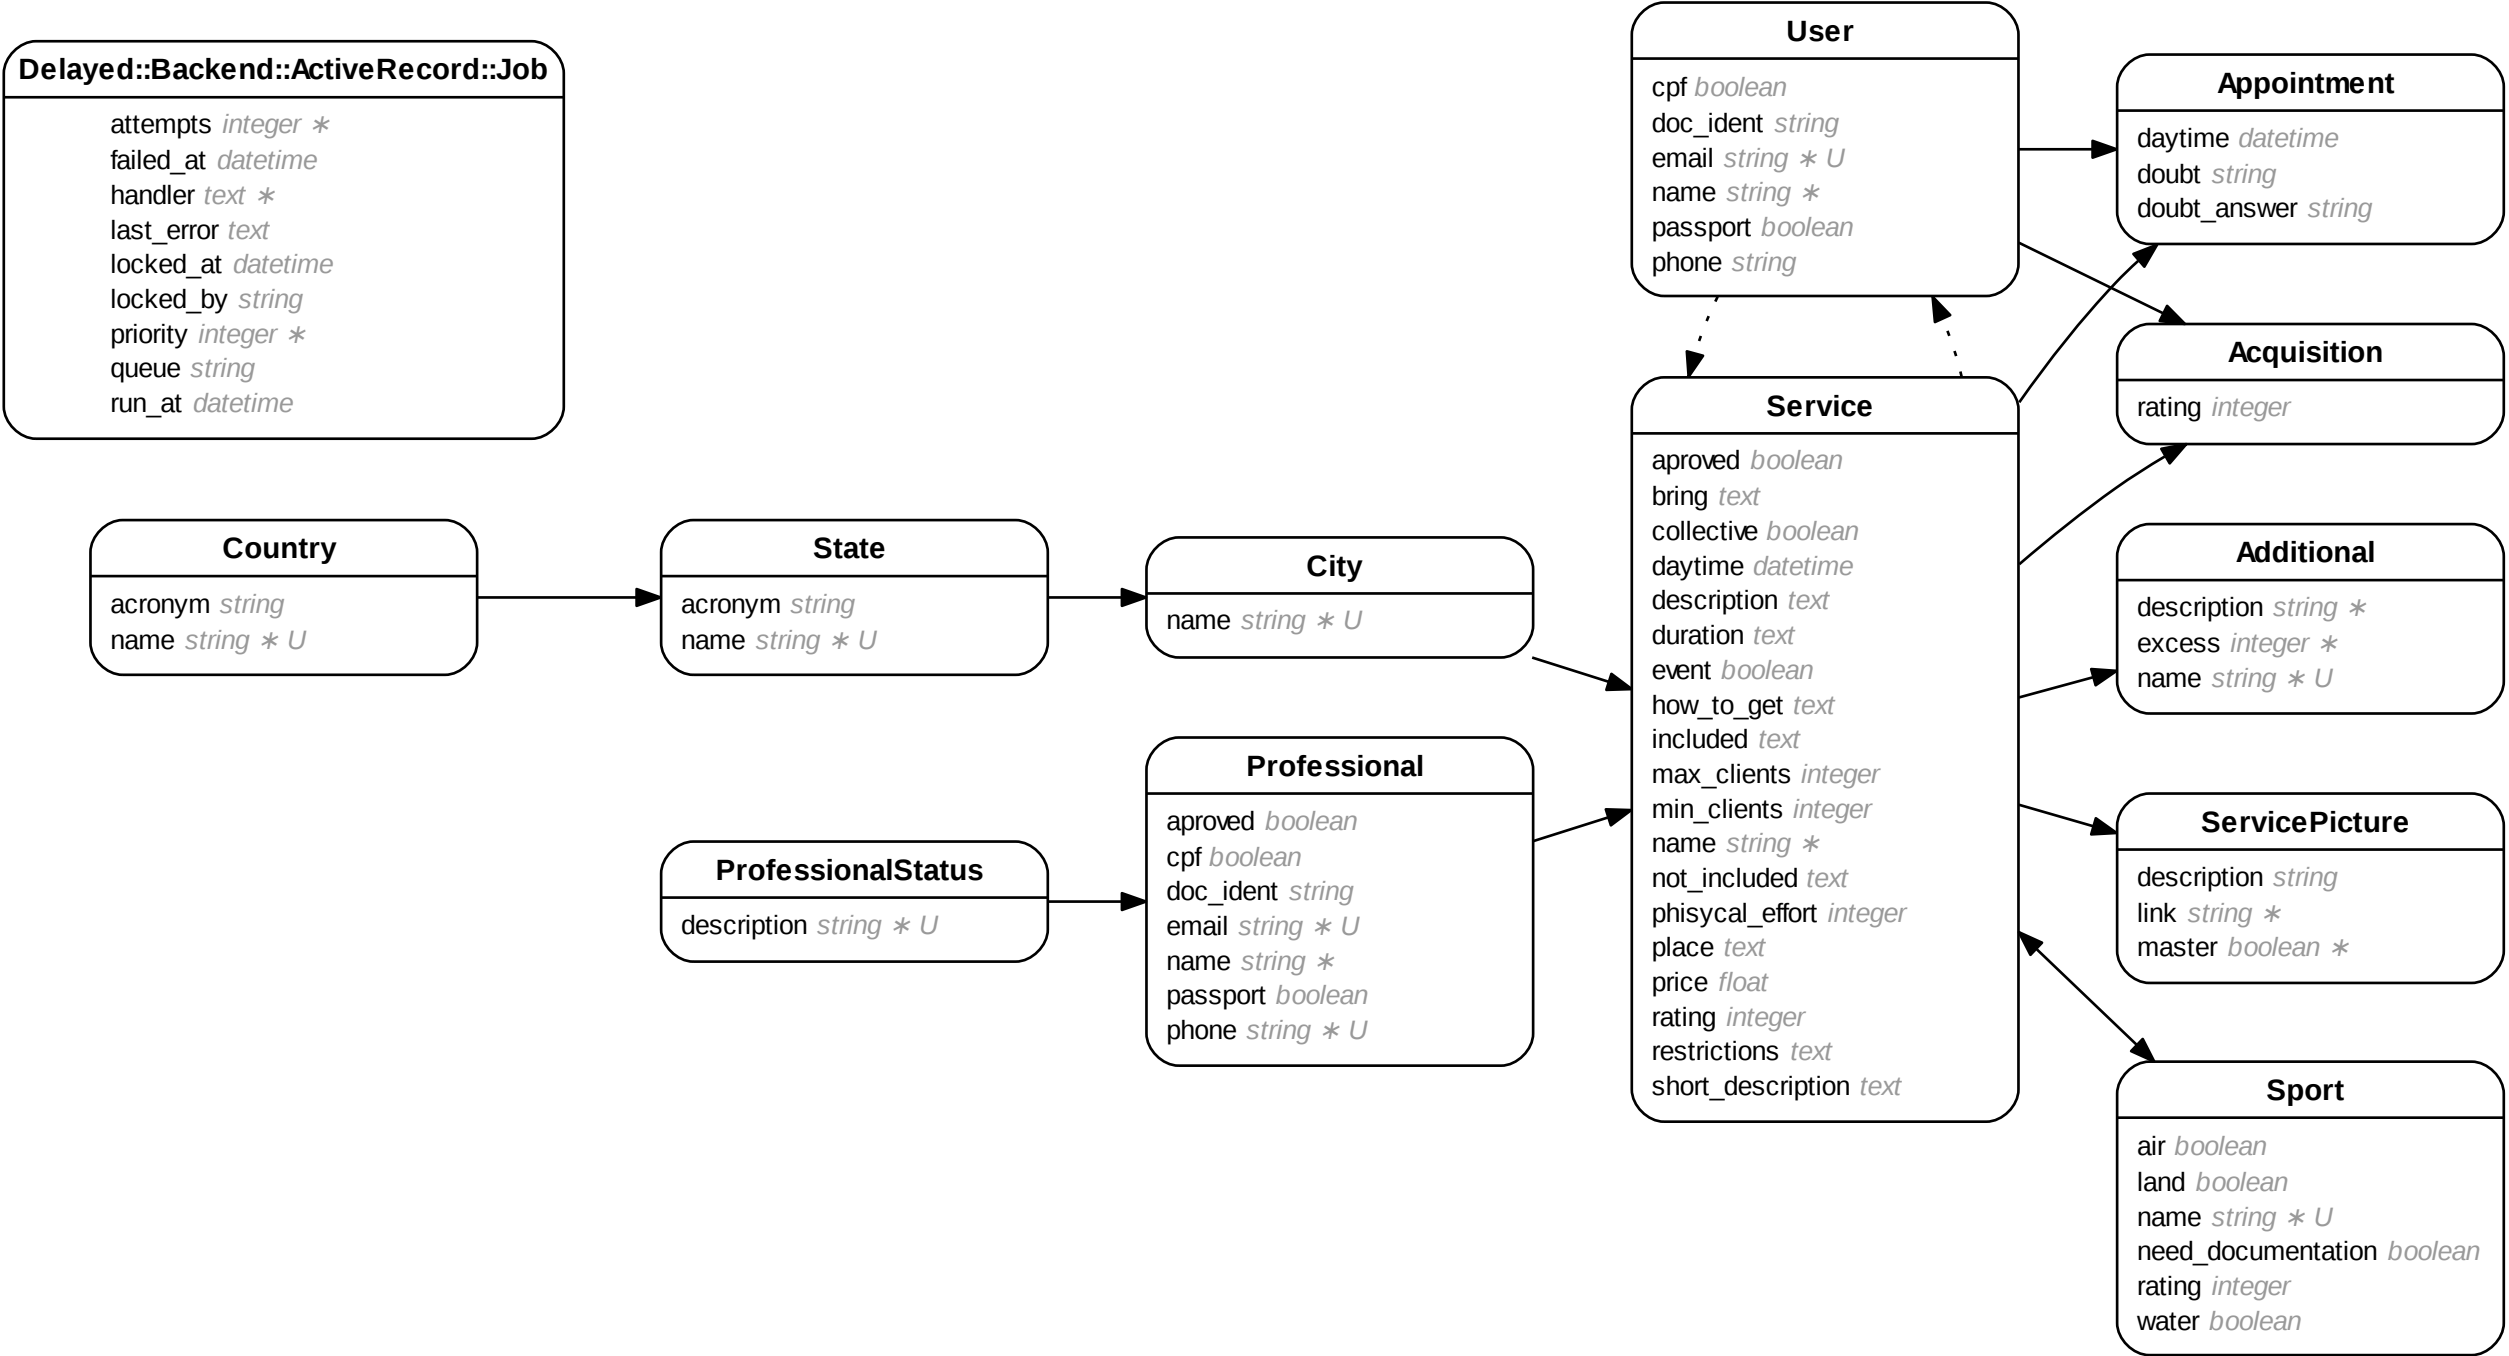 Delayed::Backend::ActiveRecord::Job
attempts integer ∗
failed_at datetime
handler text ∗
last_error text
locked_at datetime
locked_by string
priority integer ∗
queue string
run_at datetime
Country
acronym string
name string ∗ U
State
acronym string
name string ∗ U
City
name string ∗ U
ProfessionalStatus
description string ∗ U
Professional
aproved boolean
cpf boolean
doc_ident string
email string ∗ U
name string ∗
passport boolean
phone string ∗ U
User
cpf boolean
doc_ident string
email string ∗ U
name string ∗
passport boolean
phone string
Service
aproved boolean
bring text
collective boolean
daytime datetime
description text
duration text
event boolean
how_to_get text
included text
max_clients integer
min_clients integer
name string ∗
not_included text
phisycal_effort integer
place text
price float
rating integer
restrictions text
short_description text
Appointment
daytime datetime
doubt string
doubt_answer string
Acquisition
rating integer
Additional
description string ∗
excess integer ∗
name string ∗ U
ServicePicture
description string
link string ∗
master boolean ∗
Sport
air boolean
land boolean
name string ∗ U
need_documentation boolean
rating integer
water boolean